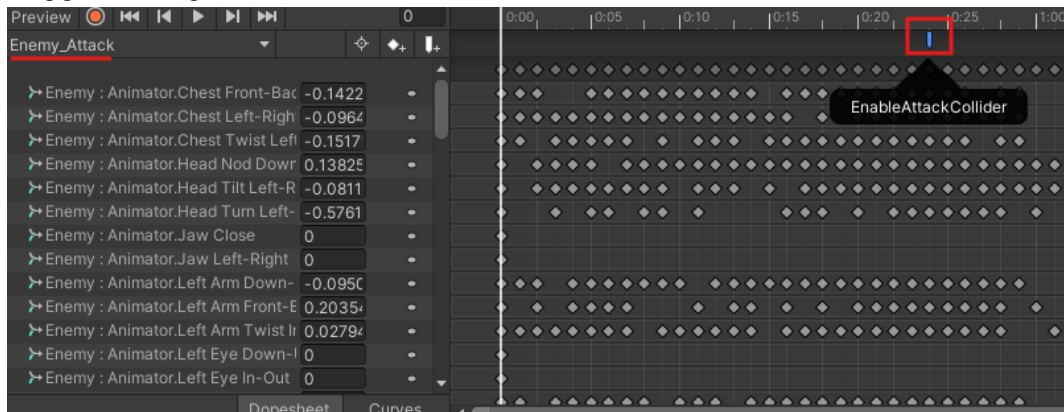 Preview 0 0:00 0:05 0:10 0:15 0:20 0:25 1:00
Enemy_Attack
EnableAttackCollider
Enemy : Animator.Chest Front-Bac -0.1422
Enemy : Animator.Chest Left-Righ -0.0964
Enemy : Animator.Chest Twist Left -0.1517
Enemy : Animator.Head Nod Down 0.13825
Enemy : Animator.Head Tilt Left-R -0.0811
Enemy : Animator.Head Turn Left- -0.5761
Enemy : Animator.Jaw Close 0
Enemy : Animator.Jaw Left-Right 0
Enemy : Animator.Left Arm Down- -0.0950
Enemy : Animator.Left Arm Front-B 0.20354
Enemy : Animator.Left Arm Twist In 0.02794
Enemy : Animator.Left Eye Down-U 0
Enemy : Animator.Left Eye In-Out 0
Dopesheet Curves